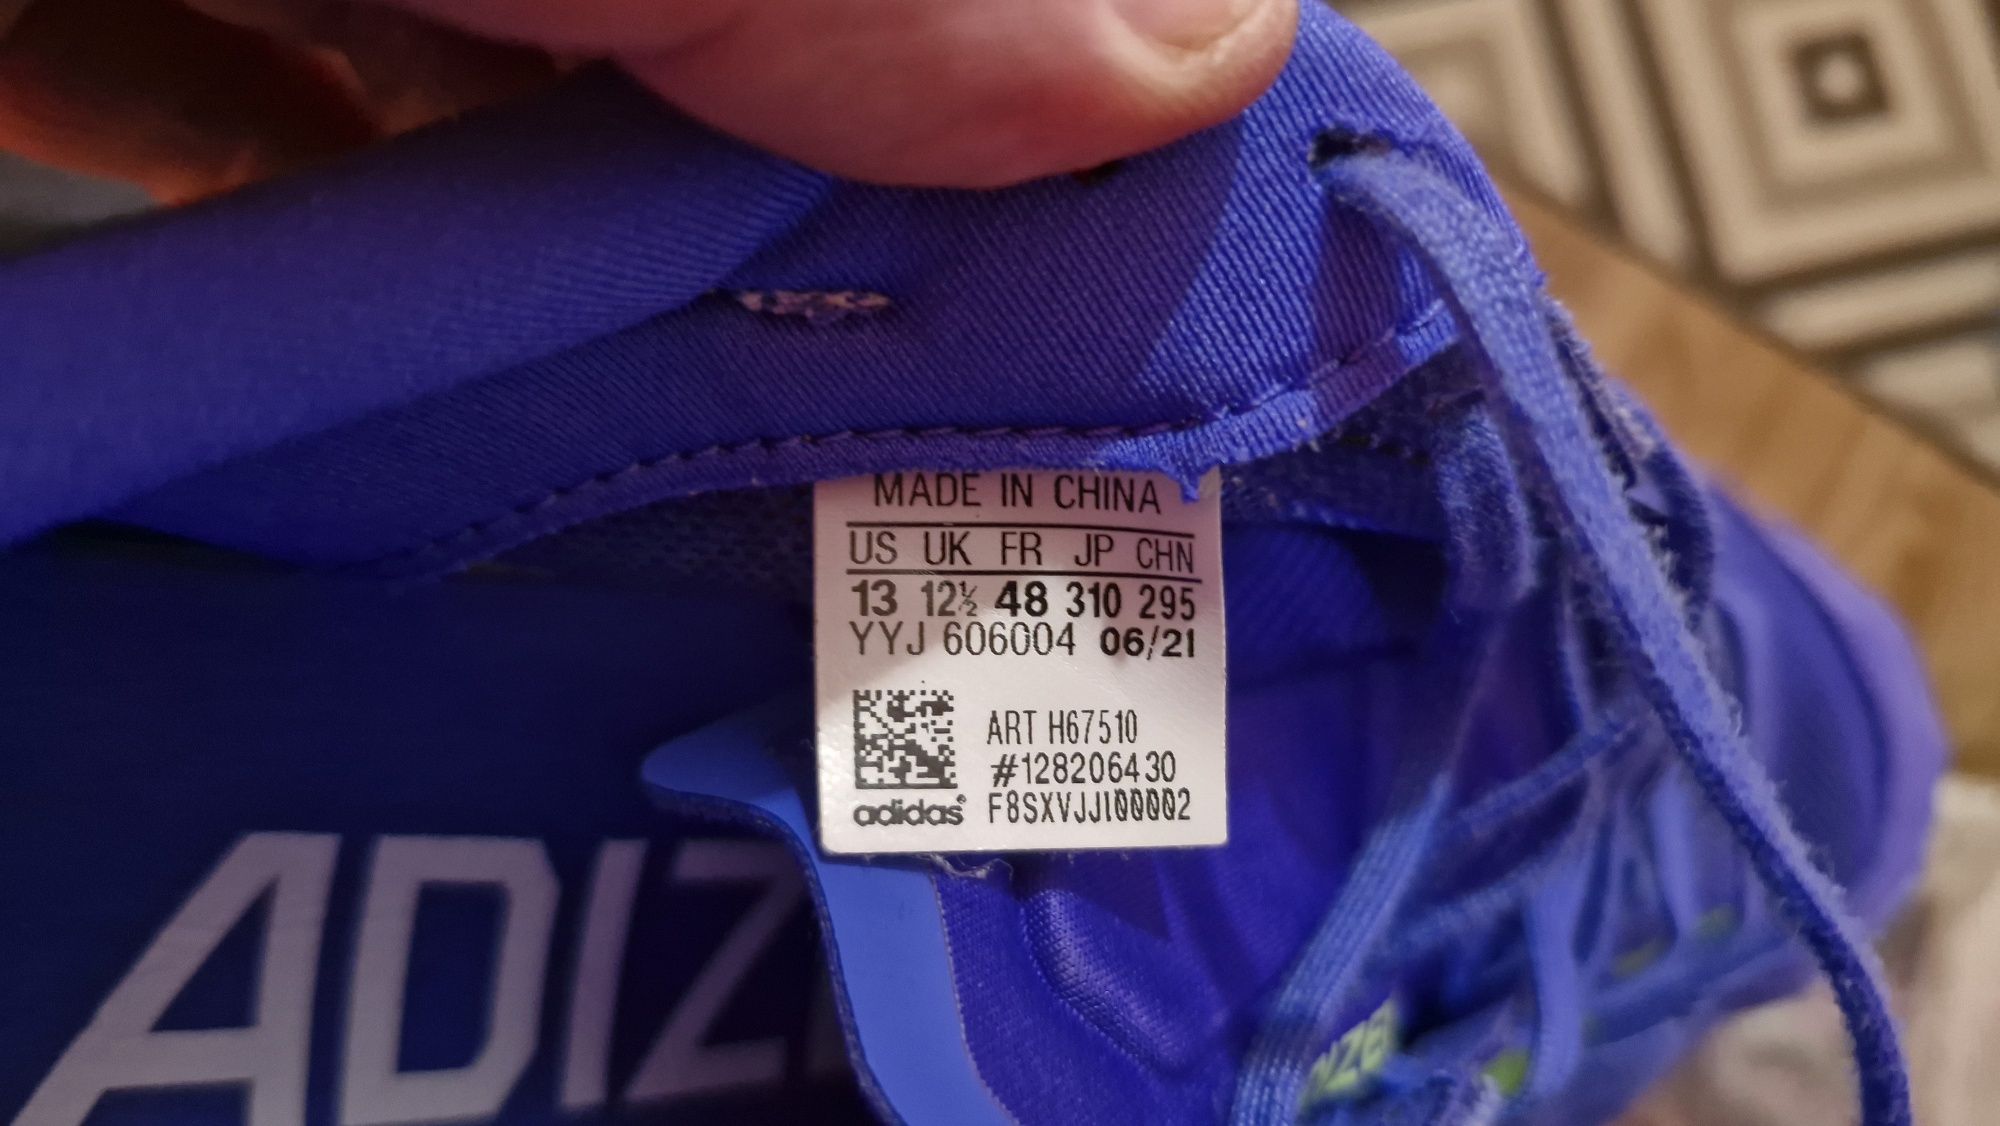 MADE IN CHINA
US UK FR JP CHN
13 12½ 48 310 295
YYJ 606004 06/21
ART H67510
#128206430
adidas® F8SXVJJI00002
ADIZ
DIZE